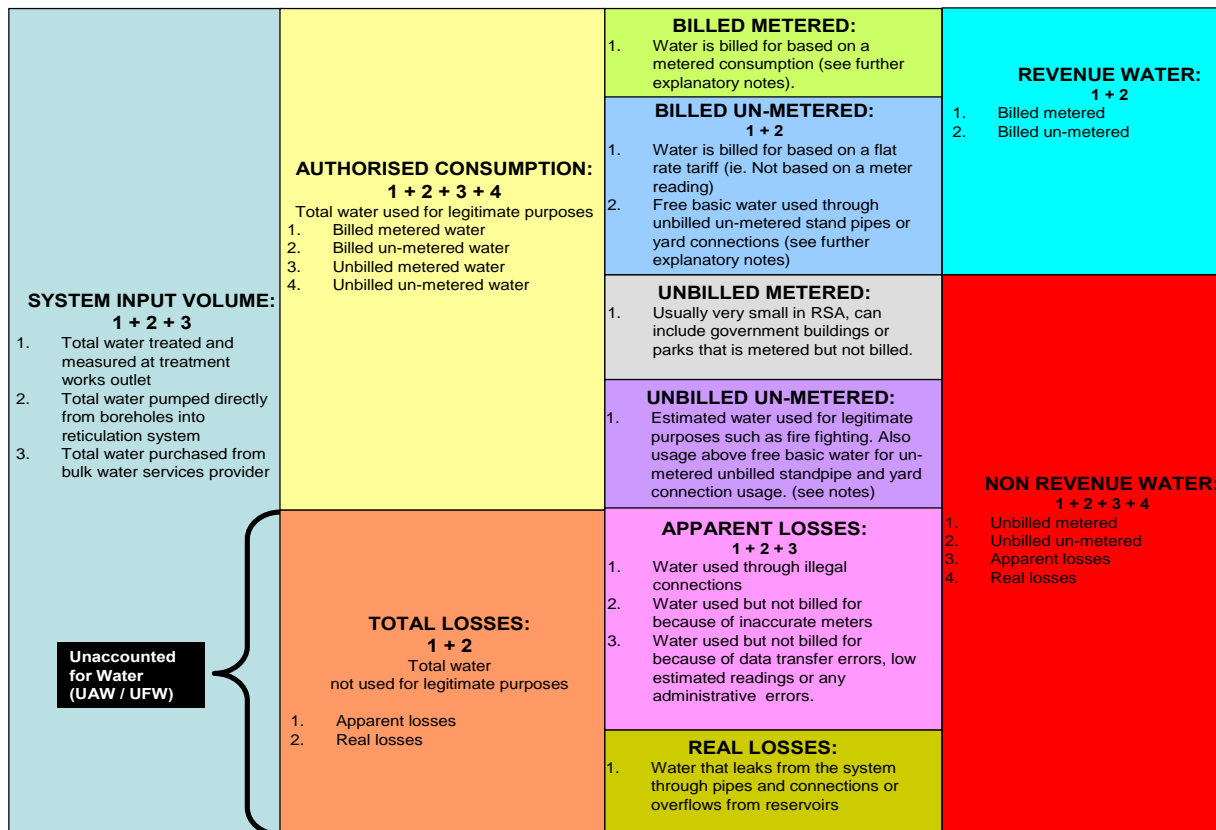 SYSTEM INPUT VOLUME:
1 + 2 + 3
1. Total water treated and
measured at treatment
works outlet
2. Total water pumped directly
from boreholes into
reticulation system
3. Total water purchased from
bulk water services provider
Unaccounted
for Water
(UAW / UFW)
AUTHORISED CONSUMPTION:
1 + 2 + 3 + 4
Total water used for legitimate purposes
1. Billed metered water
2. Billed un-metered water
3. Unbilled metered water
4. Unbilled un-metered water
TOTAL LOSSES:
1 + 2
Total water
not used for legitimate purposes
1. Apparent losses
2. Real losses
BILLED METERED:
1. Water is billed for based on a
metered consumption (see further
explanatory notes).
BILLED UN-METERED:
1 + 2
1. Water is billed for based on a flat
rate tariff (ie. Not based on a meter
reading)
2. Free basic water used through
unbilled un-metered stand pipes or
yard connections (see further
explanatory notes)
UNBILLED METERED:
1. Usually very small in RSA, can
include government buildings or
parks that is metered but not billed.
UNBILLED UN-METERED:
1. Estimated water used for legitimate
purposes such as fire fighting. Also
usage above free basic water for un-
metered unbilled standpipe and yard
connection usage. (see notes)
APPARENT LOSSES:
1 + 2 + 3
1. Water used through illegal
connections
2. Water used but not billed for
because of inaccurate meters
3. Water used but not billed for
because of data transfer errors, low
estimated readings or any
administrative errors.
REAL LOSSES:
1. Water that leaks from the system
through pipes and connections or
overflows from reservoirs
REVENUE WATER:
1 + 2
1. Billed metered
2. Billed un-metered
NON REVENUE WATER:
1 + 2 + 3 + 4
1. Unbilled metered
2. Unbilled un-metered
3. Apparent losses
4. Real losses